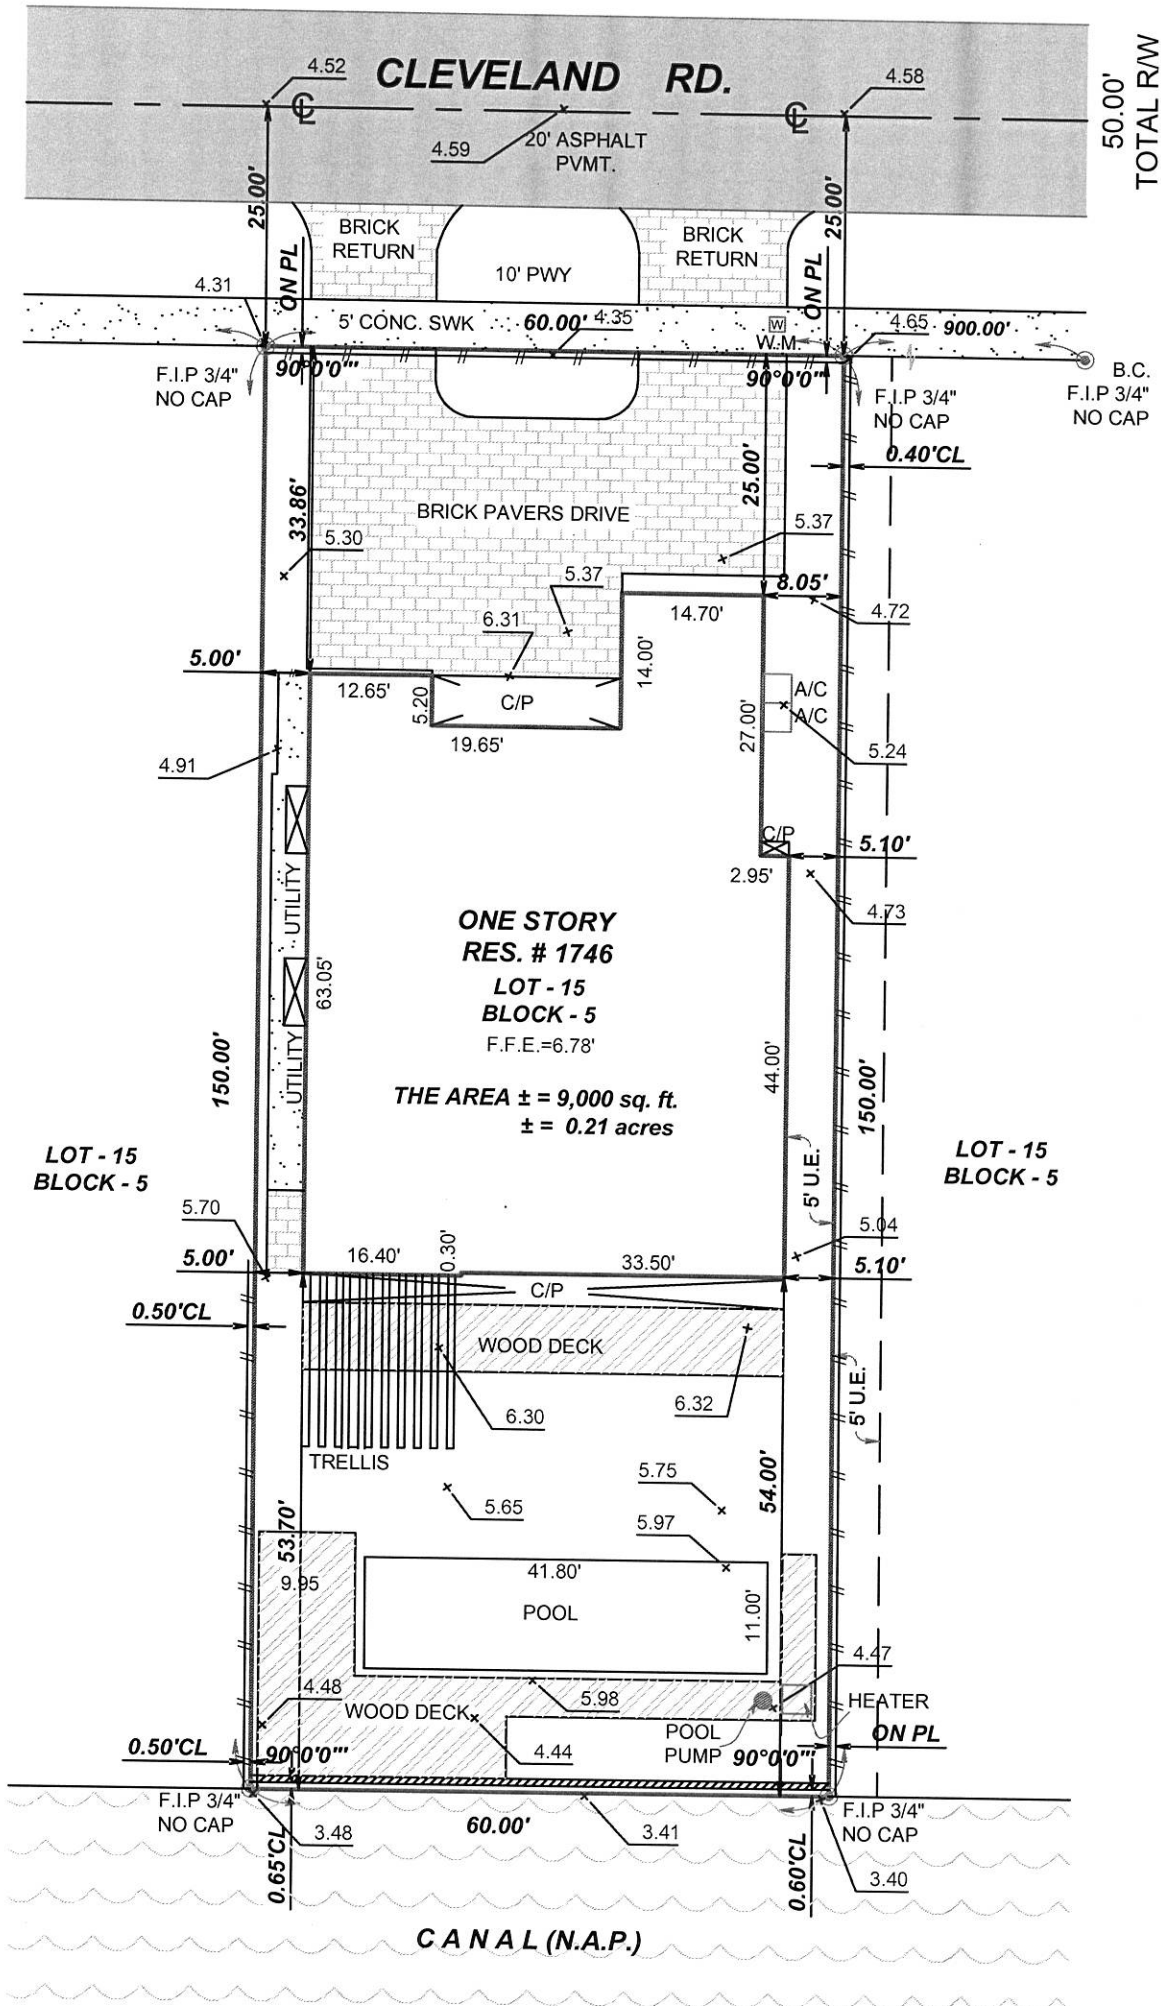 4.52
CLEVELAND RD.
4.58
50.00'
TOTAL R/W
CL
CL
4.59
20' ASPHALT
PVMT.
25.00'
25.00'
BRICK
RETURN
BRICK
RETURN
ON PL
10' PWY
ON PL
4.31
5' CONC. SWK
60.00'
4.35
W
W.M
4.65
900.00'
90°0'0"'
90°0'0"
F.I.P 3/4"
NO CAP
F.I.P 3/4"
NO CAP
B.C.
F.I.P 3/4"
NO CAP
0.40'CL
33.86'
25.00'
BRICK PAVERS DRIVE
5.30
5.37
5.37
8.05'
6.31
14.70'
4.72
5.00'
12.65'
5.20
C/P
14.00'
A/C
A/C
19.65'
27.00'
5.24
4.91
C/P
5.10'
2.95'
UTILITY
4.73
ONE STORY
RES. # 1746
LOT - 15
BLOCK - 5
F.F.E.=6.78'
63.05'
UTILITY
150.00'
44.00'
150.00'
THE AREA ± = 9,000 sq. ft.
± = 0.21 acres
LOT - 15
BLOCK - 5
LOT - 15
BLOCK - 5
5' U.E.
5.70
5.04
5.00'
16.40'
0.30'
33.50'
5.10'
C/P
0.50'CL
WOOD DECK
5' U.E.
6.30
6.32
TRELLIS
5.75
5.65
54.00'
5.97
53.70'
9.95
41.80'
POOL
11.00'
4.47
4.48
WOOD DECK
5.98
HEATER
POOL
PUMP
ON PL
4.44
0.50'CL
90°0'0"'
90°0'0"'
F.I.P 3/4"
NO CAP
F.I.P 3/4"
NO CAP
3.48
60.00'
3.41
0.65'CL
0.60'CL
3.40
CANAL (N.A.P.)